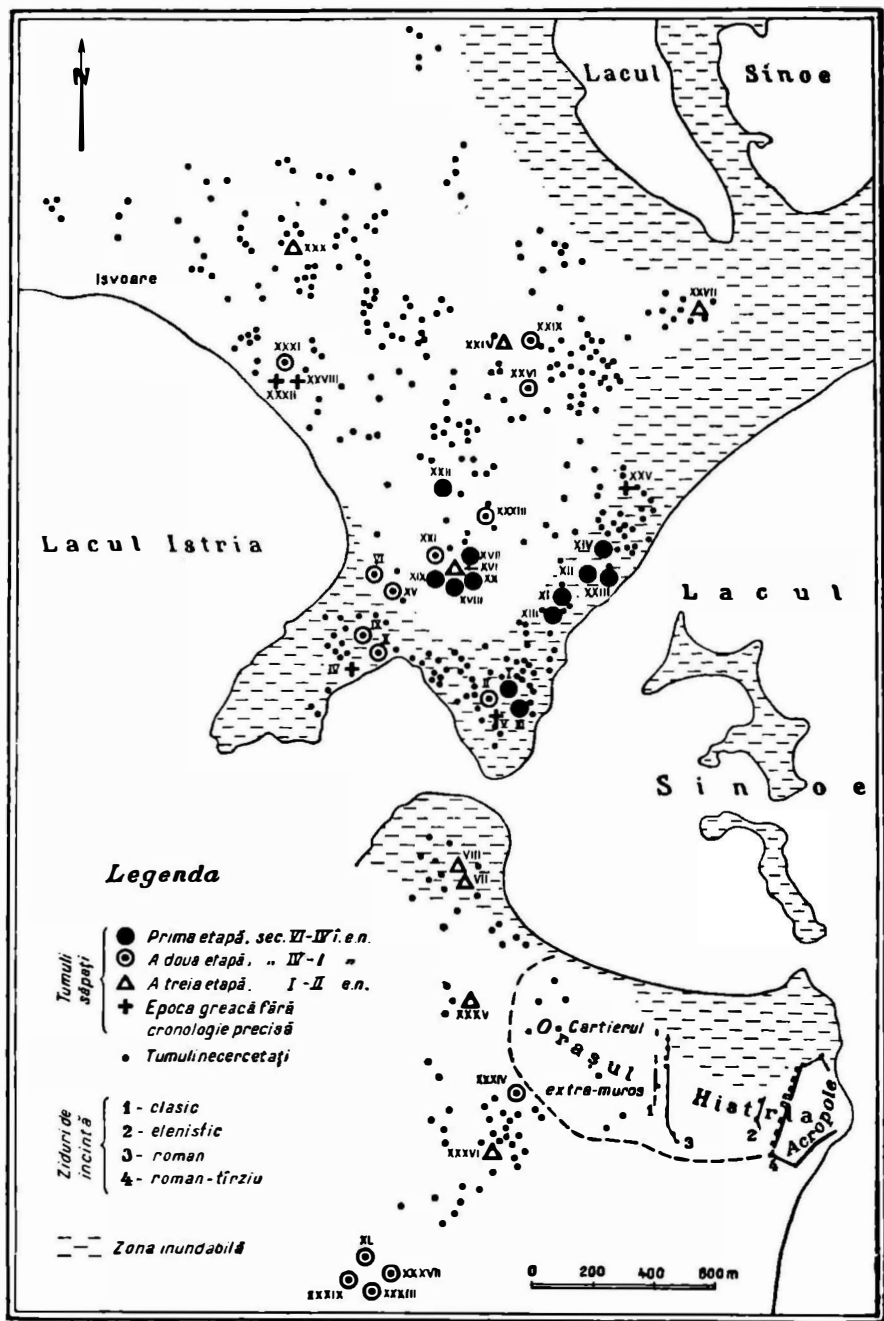 N
Lacul
Sinoe
Isvoare
XXX
XXVII
XXIV
XXIX
XXXI
XXVI
XXVIII
XXXII
XXII
XXV
XXXIII
Lacul Istria
XXI
XVII
XIV
VI
XVI
XII
XIX
XX
XV
XVIII
XXIII
XI
Lacul
XIII
IX
X
IV
I
II
V
Sinoe
VIII
VII
Legenda
Tumuli săpați
Prima etapă, sec. VI-IV î.e.n.
A doua etapă, „ IV-I „
A treia etapă. I-II e.n.
Epoca greacă fără
cronologie precisă
Tumuli necercetați
XXXV
Orașul
Cartierul
extra-muros
Histria
Acropole
1
2
3
4
XXXIV
XXXVI
Ziduri de incintă
1 - clasic
2 - elenistic
3 - roman
4 - roman-tîrziu
Zona inundabilă
XL
XXXVII
XXXIX
0 200 400 600 m